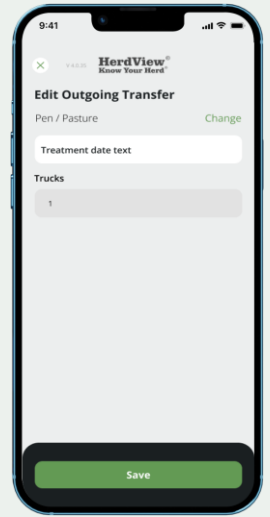 9:41
HerdView®
Know Your Herd
Edit Outgoing Transfer
Pen / Pasture Change
Treatment date text
Trucks
1
Save